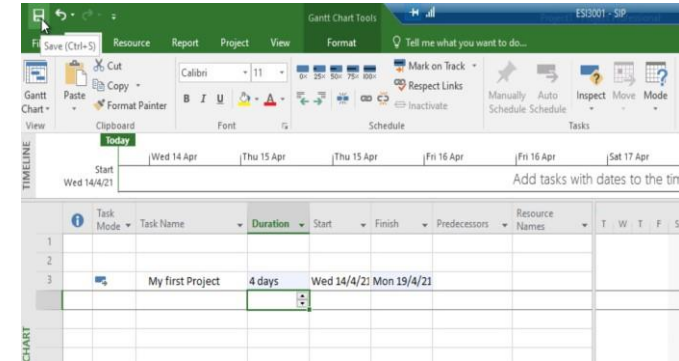 Gantt Chart Tools
ESI3001 - SIP
Save (Ctrl+S)
Resource Report Project View Format Tell me what you want to do...
Gantt Chart
View
Paste
Cut
Copy
Format Painter
Clipboard
Calibri 11
B I U A
Font
0× 25× 50× 75× 100×
Mark on Track
Respect Links
Inactivate
Schedule
Manually Schedule
Auto Schedule
Inspect Move Mode
Tasks
TIMELINE
Today
Start
Wed 14/4/21
Wed 14 Apr Thu 15 Apr Thu 15 Apr Fri 16 Apr Fri 16 Apr Sat 17 Apr
Add tasks with dates to the tim
Task Mode Task Name Duration Start Finish Predecessors Resource Names T W T F S
1
2
3 My first Project 4 days Wed 14/4/21 Mon 19/4/21
CHART